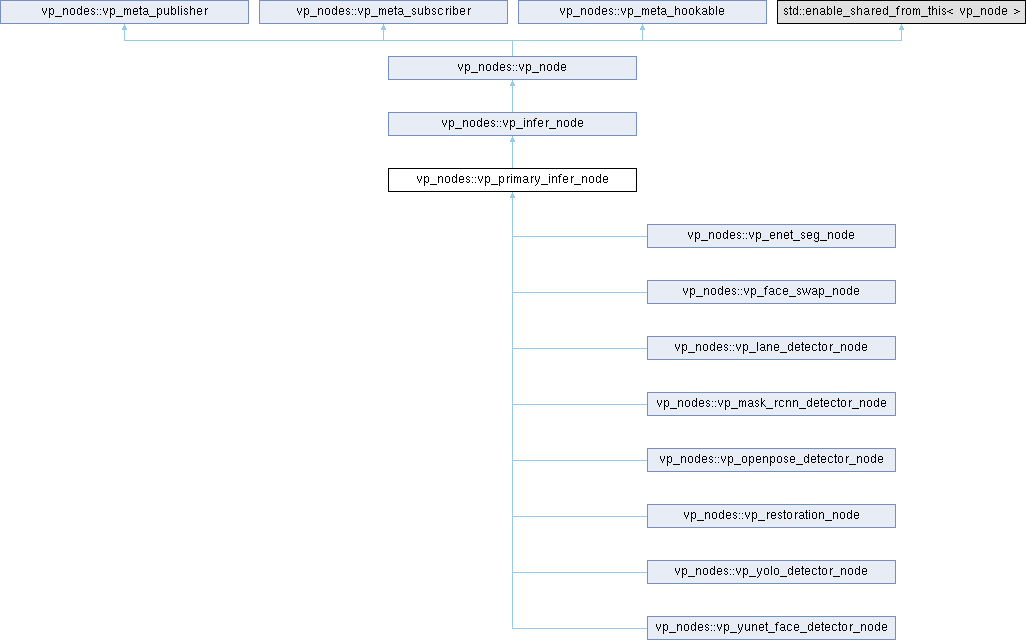 vp_nodes::vp_meta_publisher
vp_nodes::vp_meta_subscriber
vp_nodes::vp_meta_hookable
std::enable_shared_from_this< vp_node >
vp_nodes::vp_node
vp_nodes::vp_infer_node
vp_nodes::vp_primary_infer_node
vp_nodes::vp_enet_seg_node
vp_nodes::vp_face_swap_node
vp_nodes::vp_lane_detector_node
vp_nodes::vp_mask_rcnn_detector_node
vp_nodes::vp_openpose_detector_node
vp_nodes::vp_restoration_node
vp_nodes::vp_yolo_detector_node
vp_nodes::vp_yunet_face_detector_node